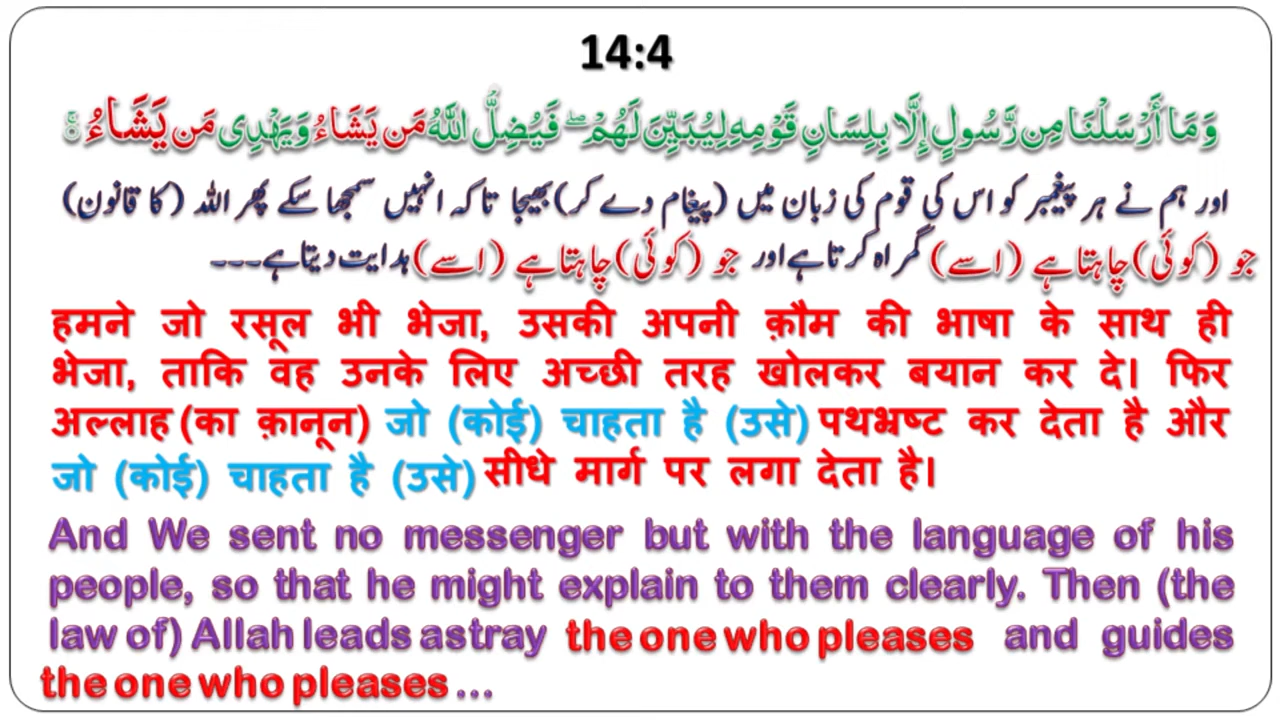 14:4
وَمَا أَرْسَلْنَا مِن رَّسُولٍ إِلَّا بِلِسَانِ قَوْمِهِ لِيُبَيِّنَ لَهُمْ ۖ فَيُضِلُّ اللَّهُ مَن يَشَاءُ وَيَهْدِي مَن يَشَاءُ ۚ
اور ہم نے ہر پیغمبر کو اس کی قوم کی زبان میں (پیغام دے کر) بھیجا تاکہ انہیں سمجھا سکے پھر اللہ (کا قانون)
جو (کوئی) چاہتا ہے (اسے) گمراہ کرتا ہے اور جو (کوئی) چاہتا ہے (اسے) ہدایت دیتا ہے۔۔۔
हमने जो रसूल भी भेजा, उसकी अपनी क़ौम की भाषा के साथ ही
भेजा, ताकि वह उनके लिए अच्छी तरह खोलकर बयान कर दे। फिर
अल्लाह (का क़ानून) जो (कोई) चाहता है (उसे) पथभ्रष्ट कर देता है और
जो (कोई) चाहता है (उसे) सीधे मार्ग पर लगा देता है।
And We sent no messenger but with the language of his
people, so that he might explain to them clearly. Then (the
law of) Allah leads astray the one who pleases and guides
the one who pleases ...